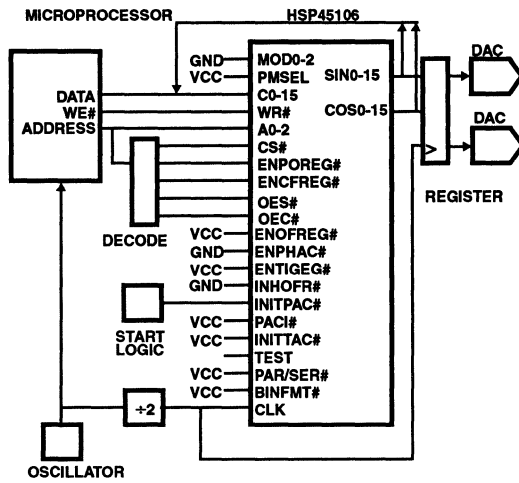 MICROPROCESSOR
HSP45106
DAC
GND MOD0-2
VCC PMSEL SIN0-15
DATA C0-15 COS0-15
WE# WR#
ADDRESS A0-2
CS#
ENPOREG#
ENCFREG#
OES#
OEC#
DECODE
DAC
REGISTER
VCC ENOFREG#
GND ENPHAC#
VCC ENTIGEG#
GND INHOFR#
INITPAC#
START
LOGIC
VCC PACI#
VCC INITTAC#
TEST
VCC PAR/SER#
VCC BINFMT#
÷2 CLK
OSCILLATOR